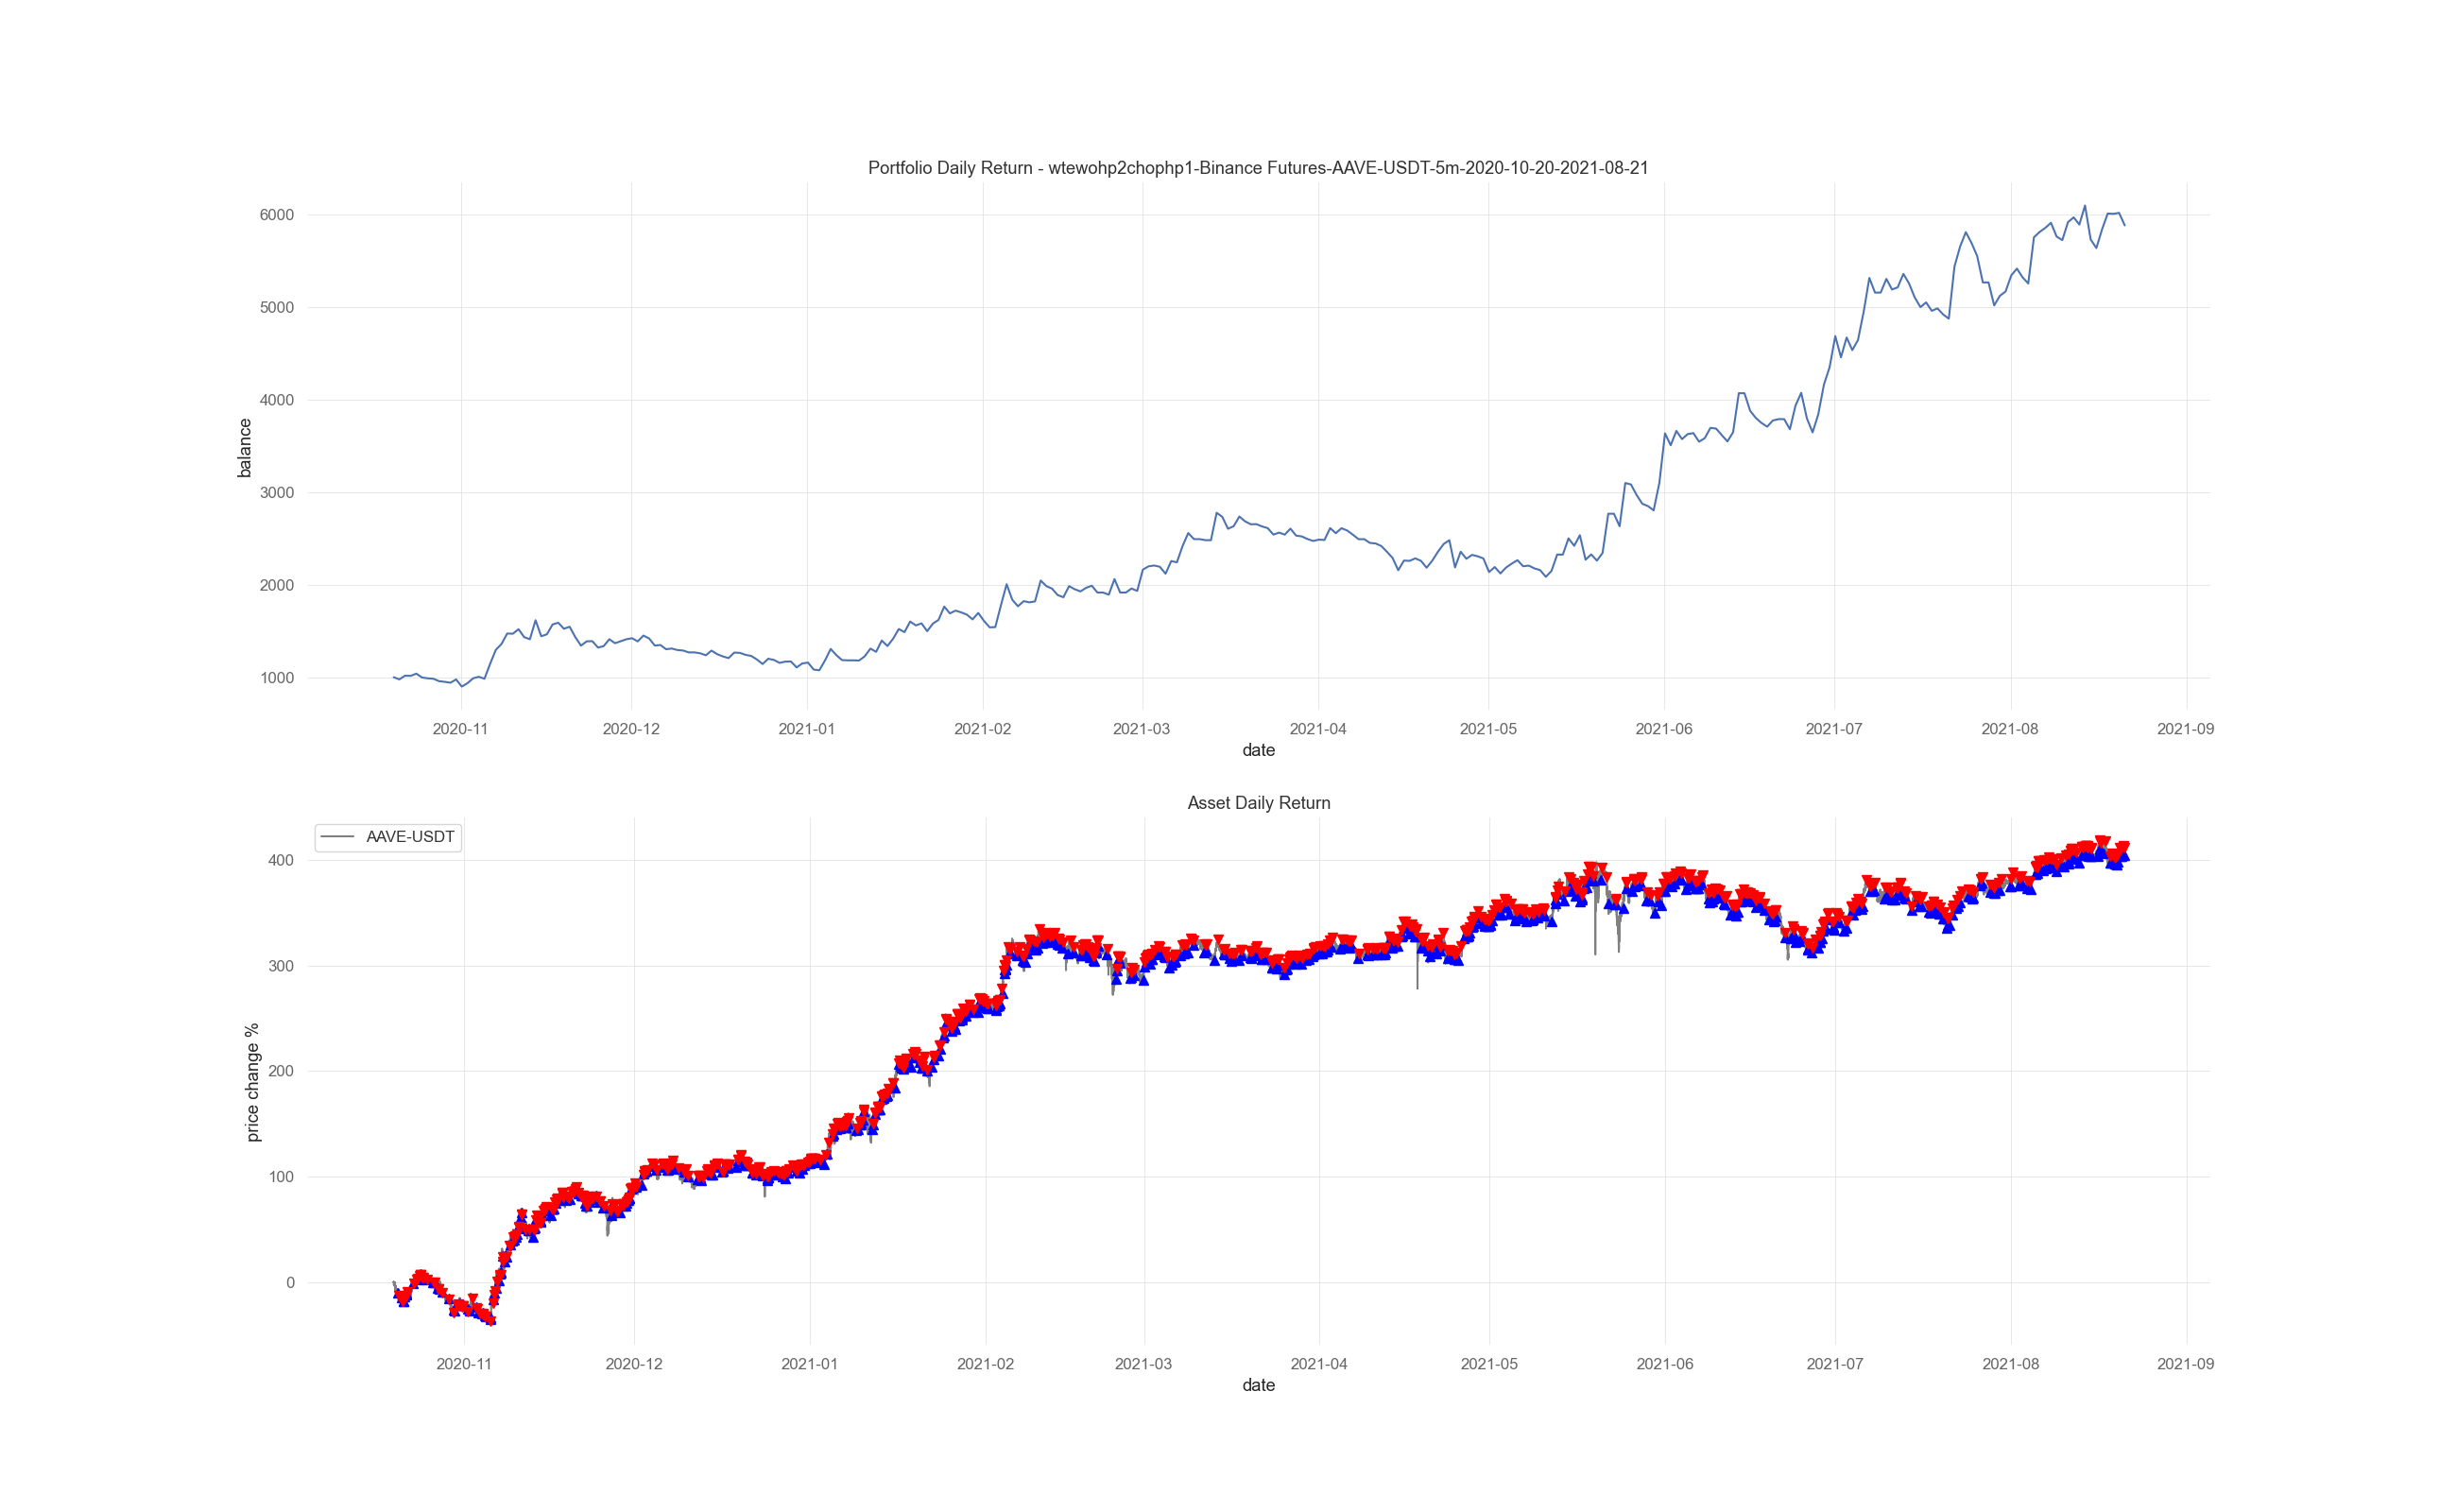 Portfolio Daily Return - wtewohp2chophp1-Binance Futures-AAVE-USDT-5m-2020-10-20-2021-08-21
6000
5000
4000
3000
2000
1000
balance
2020-11 2020-12 2021-01 2021-02 2021-03 2021-04 2021-05 2021-06 2021-07 2021-08 2021-09
date
Asset Daily Return
AAVE-USDT
400
300
200
100
0
price change %
2020-11 2020-12 2021-01 2021-02 2021-03 2021-04 2021-05 2021-06 2021-07 2021-08 2021-09
date